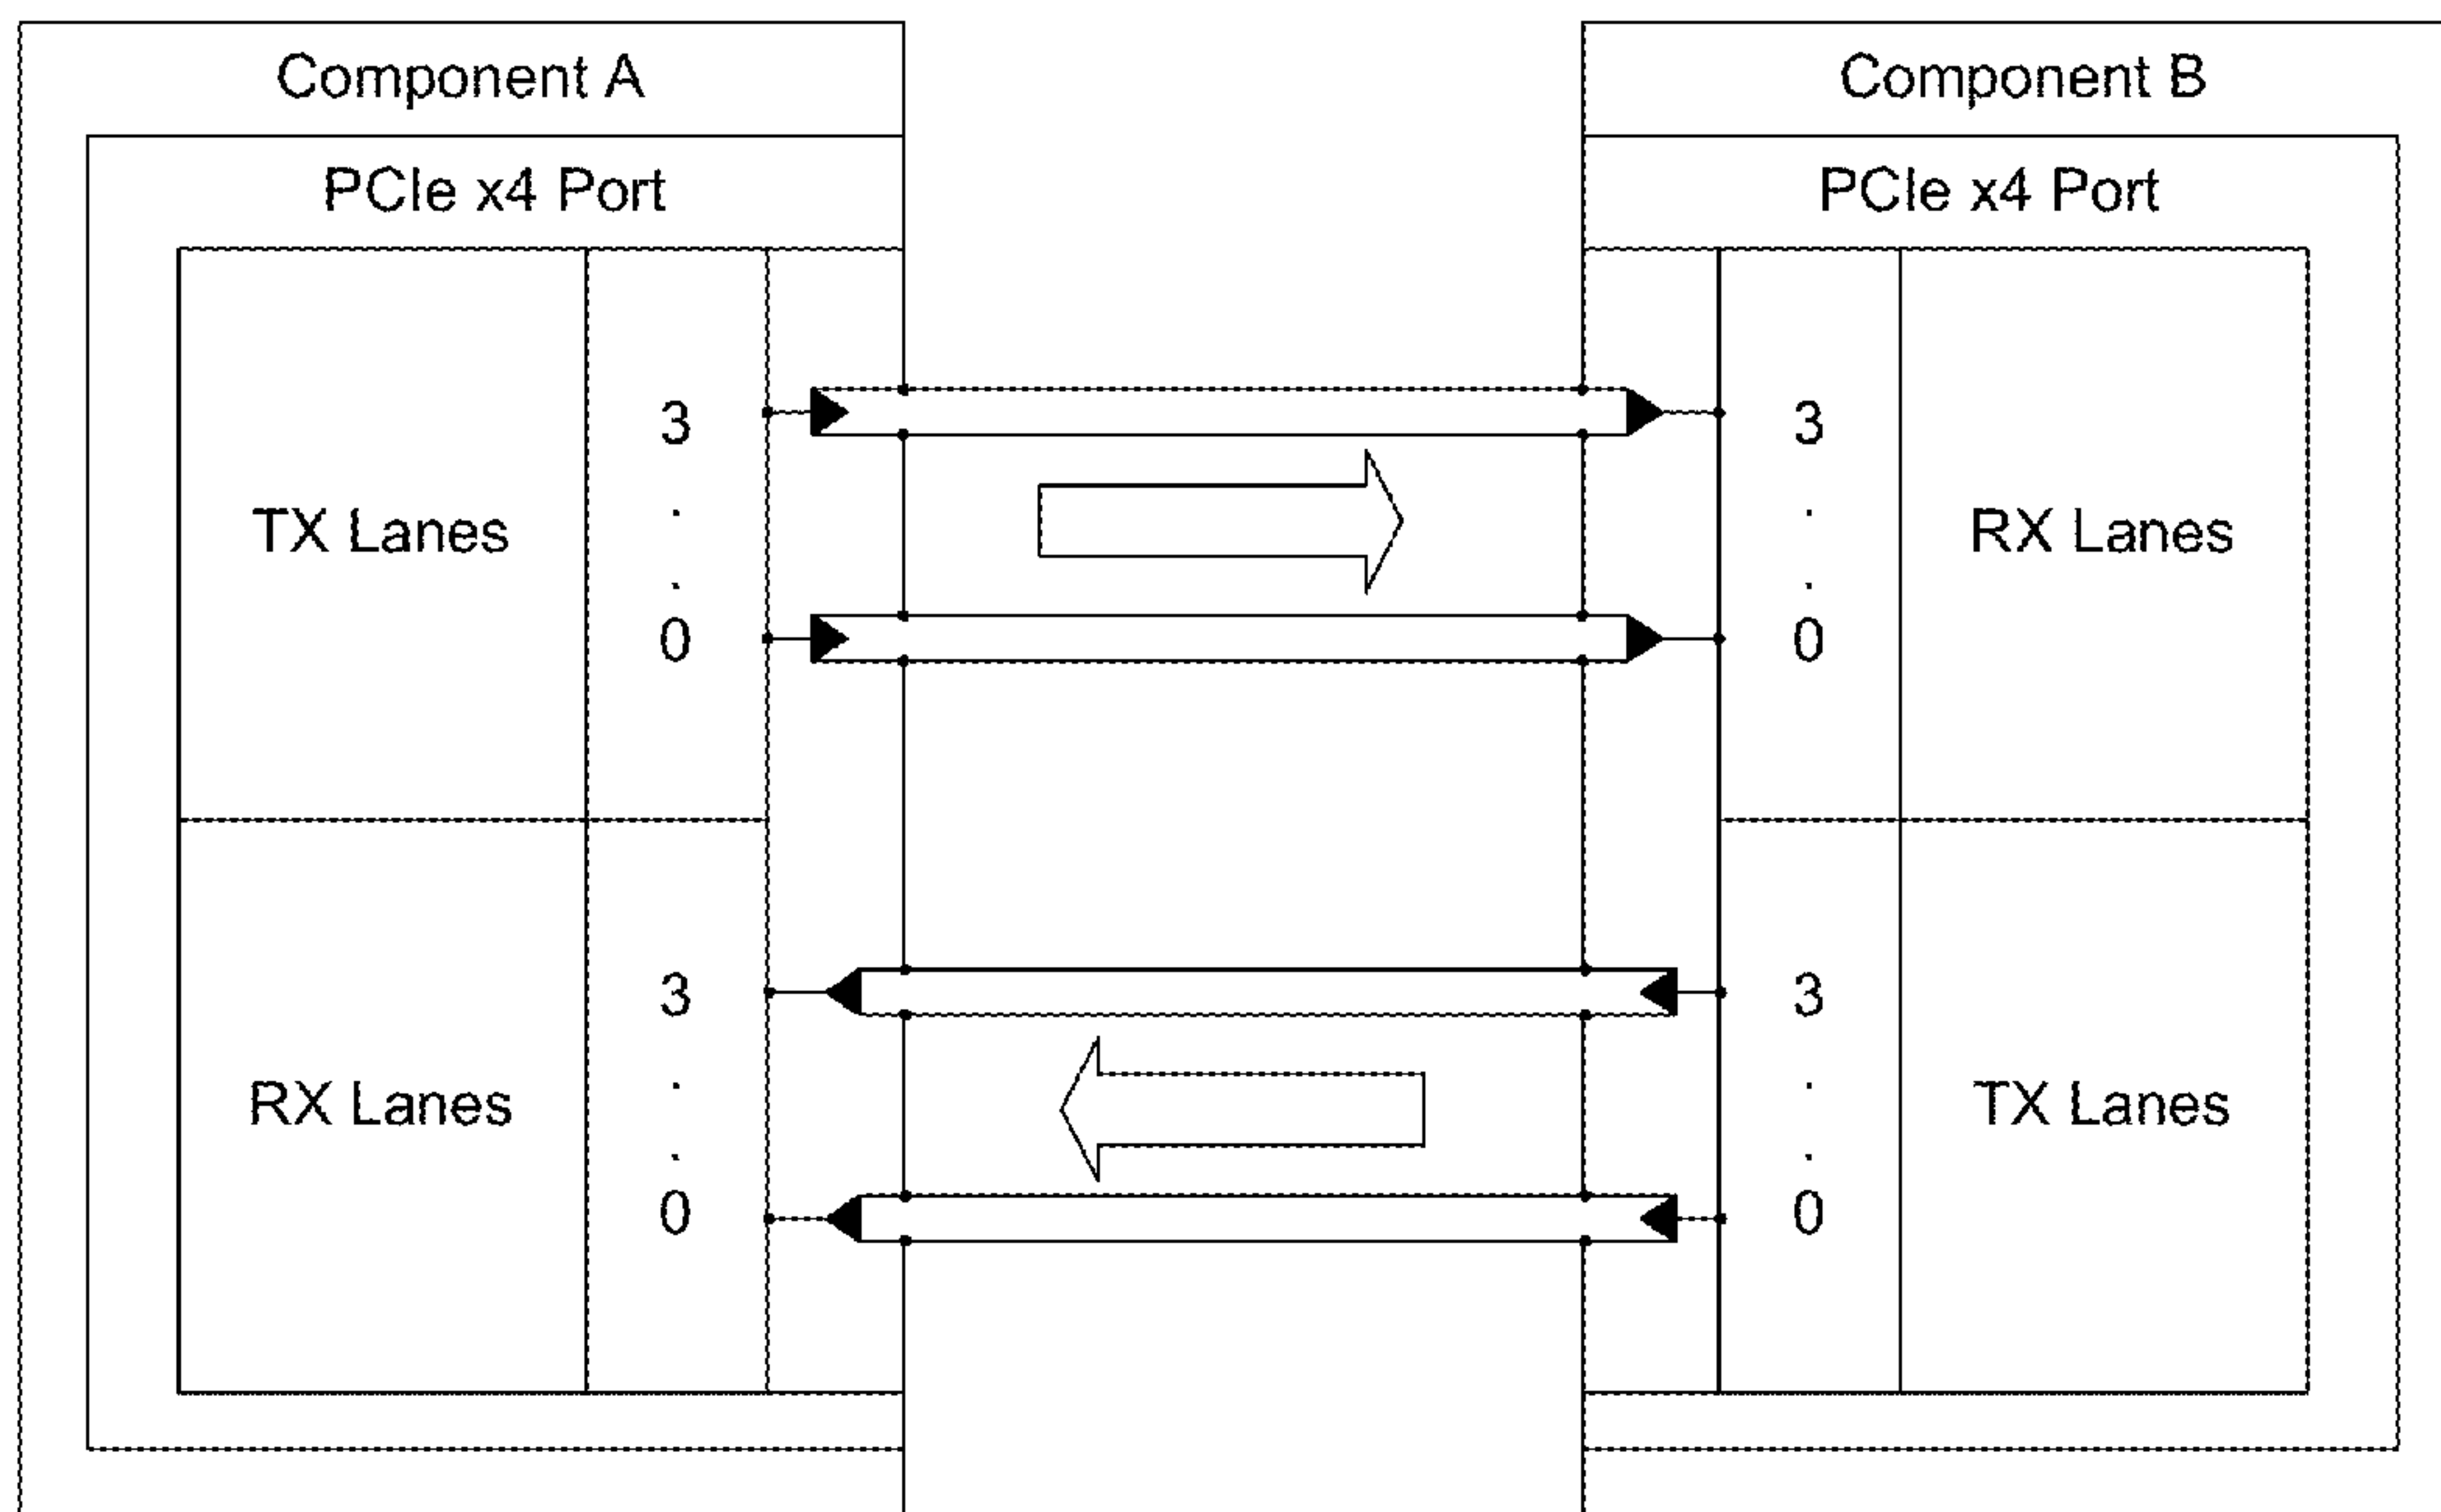 Component A
Component B
PCIe x4 Port
PCIe x4 Port
TX Lanes
3
.
.
0
3
.
.
0
RX Lanes
RX Lanes
3
.
.
0
3
.
.
0
TX Lanes